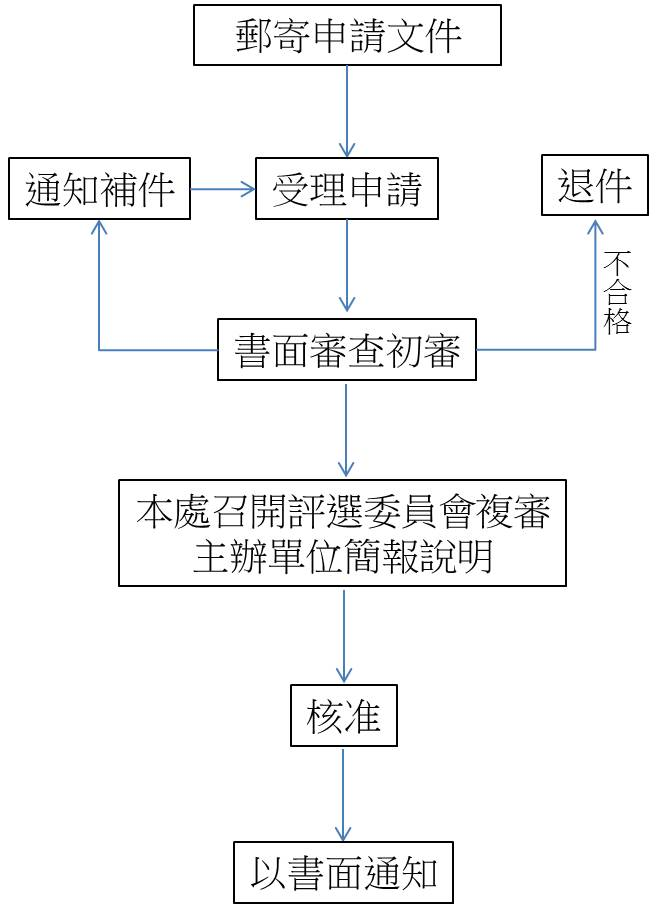 郵寄申請文件
通知補件
受理申請
退件
不合格
書面審查初審
本處召開評選委員會複審
主辦單位簡報說明
核准
以書面通知